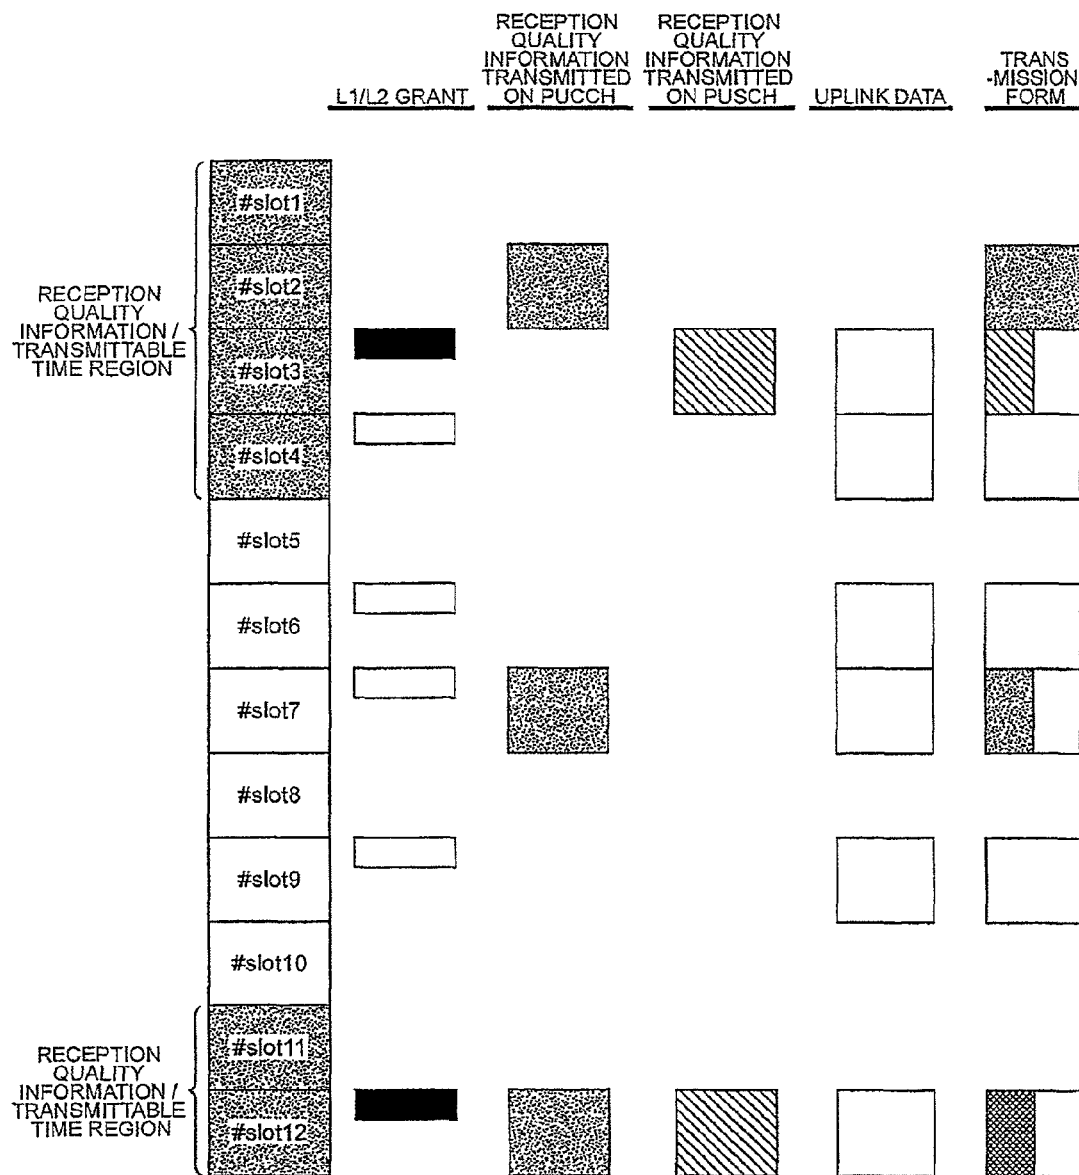 L1/L2 GRANT
RECEPTION
QUALITY
INFORMATION
TRANSMITTED
ON PUCCH
RECEPTION
QUALITY
INFORMATION
TRANSMITTED
ON PUSCH
UPLINK DATA
TRANS
-MISSION
FORM
RECEPTION
QUALITY
INFORMATION /
TRANSMITTABLE
TIME REGION
#slot1
#slot2
#slot3
#slot4
#slot5
#slot6
#slot7
#slot8
#slot9
#slot10
RECEPTION
QUALITY
INFORMATION /
TRANSMITTABLE
TIME REGION
#slot11
#slot12